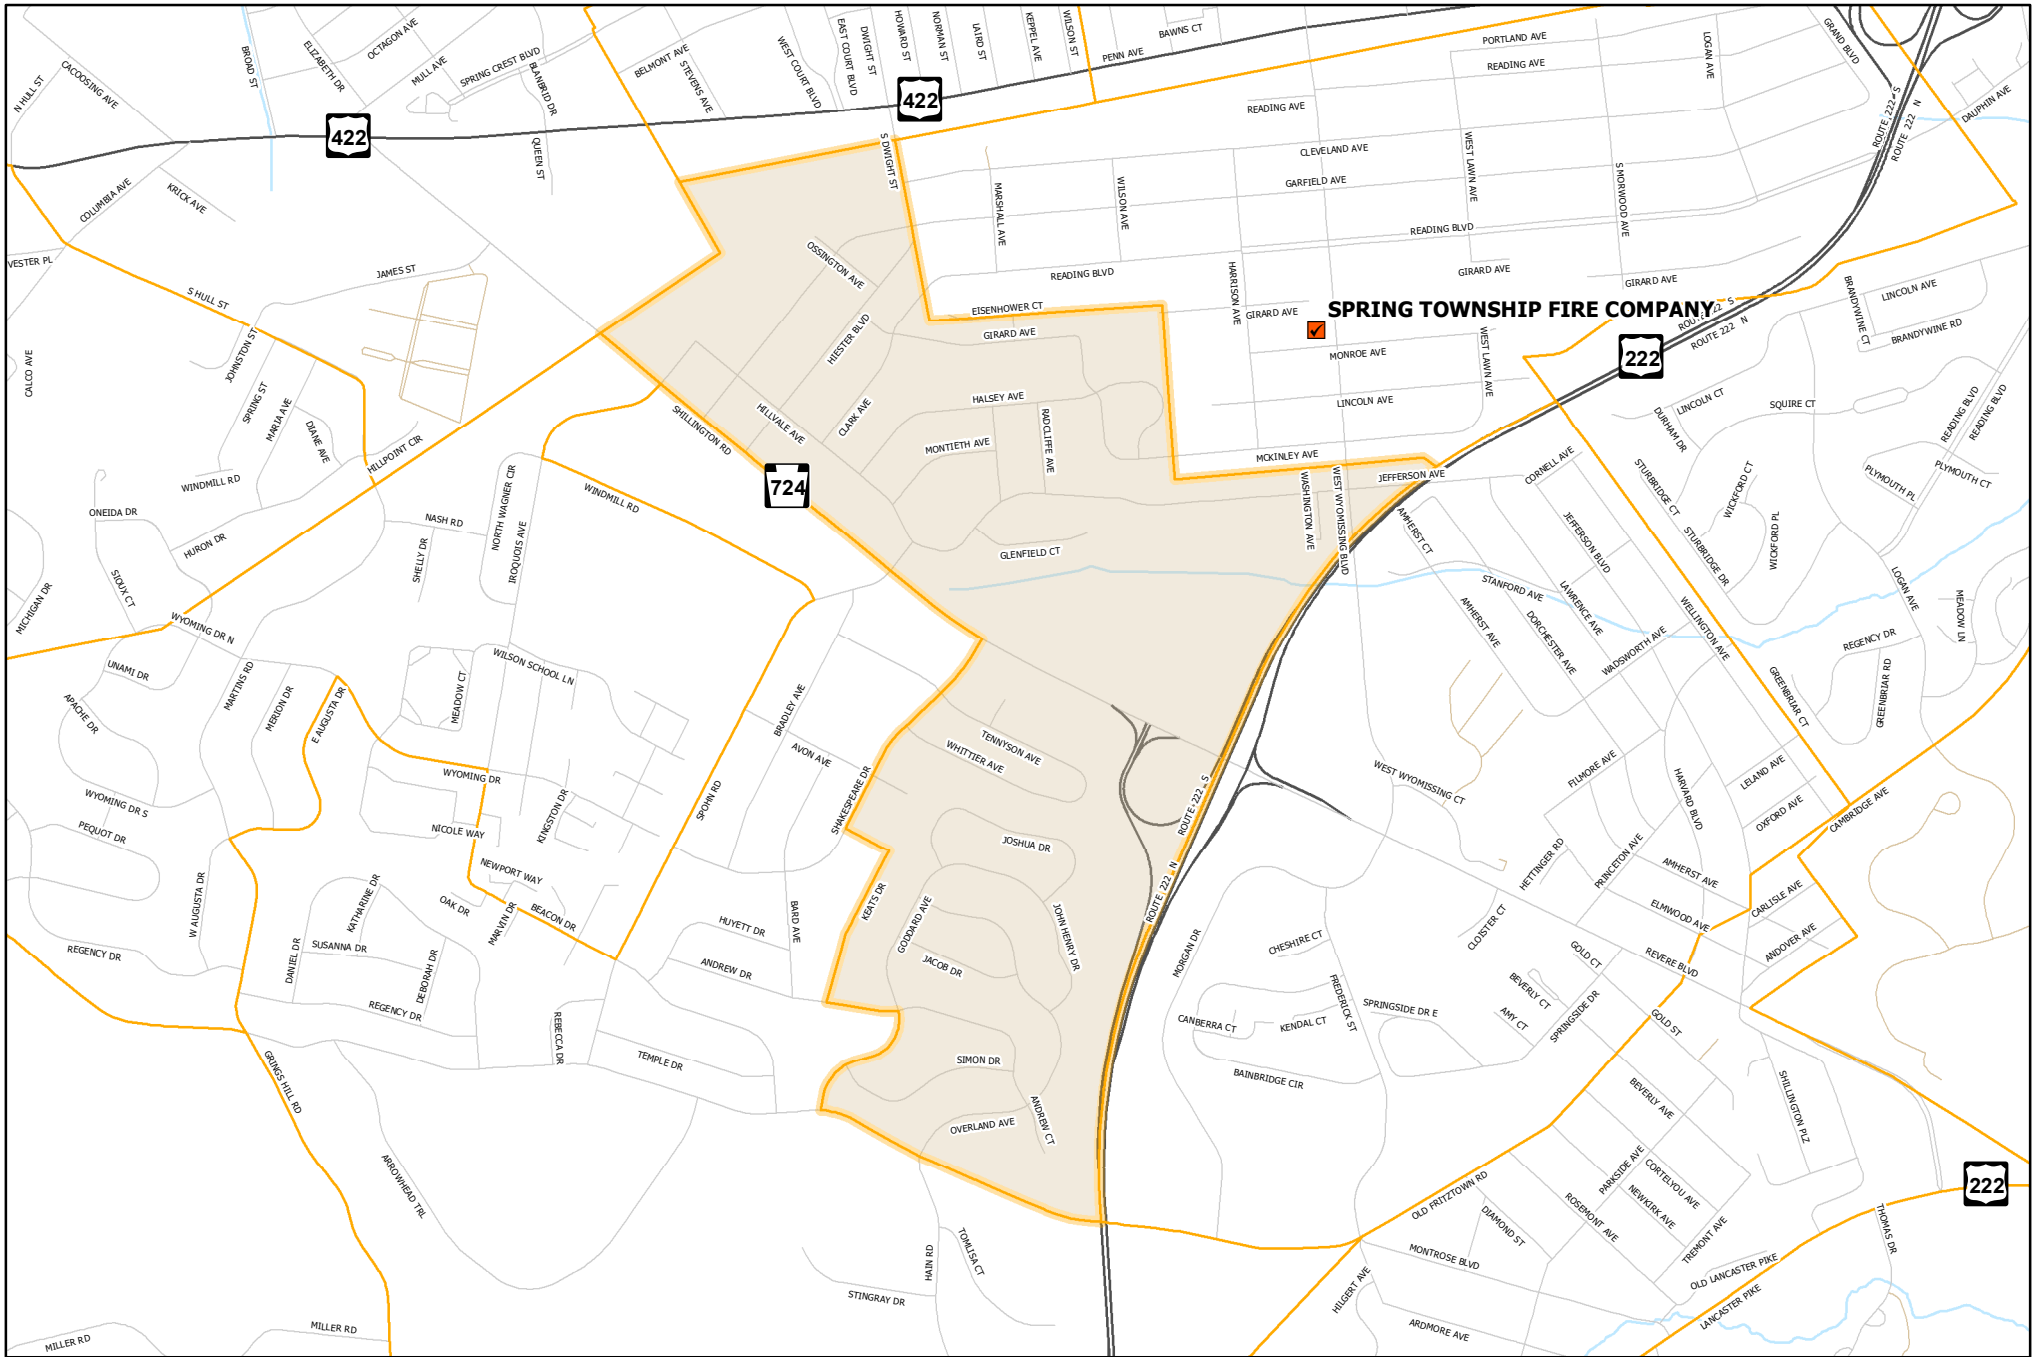 N HULL ST
CACOOSING AVE
BROAD ST
ELIZABETH DR
OCTAGON AVE
MULL AVE
SPRING CREST BLVD
BLANBRID DR
QUEEN ST
BELMONT AVE
STEVENS AVE
WEST COURT BLVD
EAST COURT BLVD
DWIGHT ST
HOWARD ST
NORMAN ST
LAIRD ST
KEPPEL AVE
WILSON ST
PENN AVE
BAWNS CT
PORTLAND AVE
READING AVE
LOGAN AVE
GRAND BLVD
DAUPHIN AVE
ROUTE 222 S
ROUTE 222 N
422
422
READING AVE
S DWIGHT ST
CLEVELAND AVE
GARFIELD AVE
WEST LAWN AVE
S MORWOOD AVE
MARSHALL AVE
WILSON AVE
READING BLVD
READING BLVD
COLUMBIA AVE
KRICK AVE
VESTER PL
JAMES ST
S HULL ST
OSSINGTON AVE
HIESTER BLVD
EISENHOWER CT
GIRARD AVE
HARRISON AVE
GIRARD AVE
GIRARD AVE
GIRARD AVE
SPRING TOWNSHIP FIRE COMPANY
ROUTE 222 S
ROUTE 222 N
222
MONROE AVE
WEST LAWN AVE
LINCOLN AVE
BRANDYWINE CT
LINCOLN AVE
BRANDYWINE RD
CALCO AVE
JOHNSTON ST
SPRING ST
MARIA AVE
DIANE AVE
HILLPOINT CIR
WINDMILL RD
SHILLINGTON RD
HILLVALE AVE
CLARK AVE
HALSEY AVE
MONTIETH AVE
RADCLIFFE AVE
MCKINLEY AVE
JEFFERSON AVE
WASHINGTON AVE
WEST WYOMISSING BLVD
LINCOLN CT
DURHAM DR
SQUIRE CT
READING BLVD
READING BLVD
PLYMOUTH PL
PLYMOUTH CT
CORNELL AVE
STURBRIDGE CT
WICKFORD CT
WICKFORD PL
STURBRIDGE DR
724
ONEIDA DR
HURON DR
NASH RD
NORTH WAGNER CIR
IROQUOIS AVE
SHELLY DR
WINDMILL RD
GLENFIELD CT
AMHERST CT
JEFFERSON BLVD
STANFORD AVE
LAWRENCE AVE
AMHERST AVE
DORCHESTER AVE
WADSWORTH AVE
WELLINGTON AVE
LOGAN AVE
MEADOW LN
REGENCY DR
GREENBRIAR RD
GREENBRIAR CT
MICHIGAN DR
SIOUX CT
WYOMING DR N
UNAMI DR
APACHE DR
MARTINS RD
MERION DR
E AUGUSTA DR
MEADOW CT
WILSON SCHOOL LN
WYOMING DR
KINGSTON DR
NICOLE WAY
NEWPORT WAY
OAK DR
MARVIN DR
BEACON DR
SPOHN RD
BRADLEY AVE
AVON AVE
SHAKESPEARE DR
WHITTIER AVE
TENNYSON AVE
ROUTE 222 S
ROUTE 222 N
WEST WYOMISSING CT
FILMORE AVE
HARVARD BLVD
LELAND AVE
OXFORD AVE
CAMBRIDGE AVE
WYOMING DR S
PEQUOT DR
W AUGUSTA DR
REGENCY DR
KATHARINE DR
SUSANNA DR
DANIEL DR
DEBORAH DR
REGENCY DR
REBECCA DR
HUYETT DR
ANDREW DR
BARD AVE
KEATS DR
GODDARD AVE
JOSHUA DR
JACOB DR
JOHN HENRY DR
SIMON DR
OVERLAND AVE
ANDREW CT
MORGAN DR
CHESHIRE CT
FREDERICK ST
CANBERRA CT
KENDAL CT
SPRINGSIDE DR E
BAINBRIDGE CIR
HETTINGER RD
PRINCETON AVE
AMHERST AVE
ELMWOOD AVE
CARLISLE AVE
ANDOVER AVE
CLOISTER CT
GOLD CT
REVERE BLVD
BEVERLY CT
AMY CT
SPRINGSIDE DR
GOLD ST
BEVERLY AVE
SHILLINGTON PLZ
TEMPLE DR
GRINGS HILL RD
ARROWHEAD TRL
HAIN RD
TOMLISA CT
STINGRAY DR
OLD FRITZTOWN RD
DIAMOND ST
ROSEMONT AVE
PARKSIDE AVE
CORTELYOU AVE
NEWKIRK AVE
TREMONT AVE
222
THOMAS DR
MONTROSE BLVD
OLD LANCASTER PIKE
LANCASTER PIKE
HILGERT AVE
ARDMORE AVE
MILLER RD
MILLER RD